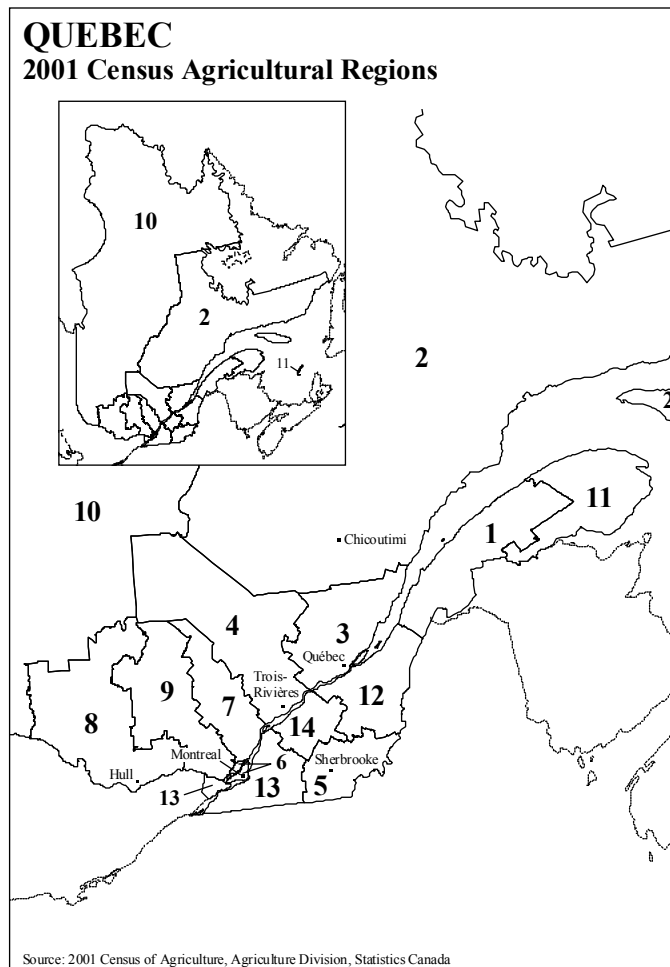 QUEBEC
2001 Census Agricultural Regions
10
2
11
2
2
10
11
1
Chicoutimi
4
3
Québec
9
Trois-
Rivières
12
8
7
14
Montreal
6
Sherbrooke
Hull
13
13
5
Source: 2001 Census of Agriculture, Agriculture Division, Statistics Canada